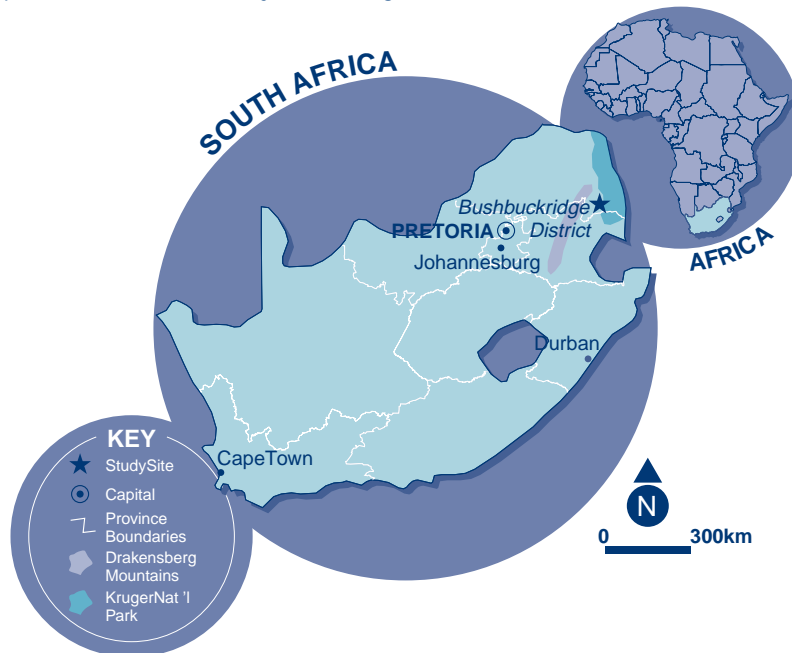 SOUTH AFRICA
AFRICA
Bushbuckridge
District
PRETORIA
Johannesburg
Durban
CapeTown
KEY
StudySite
Capital
Province
Boundaries
Drakensberg
Mountains
KrugerNat 'l
Park
N
0 300km